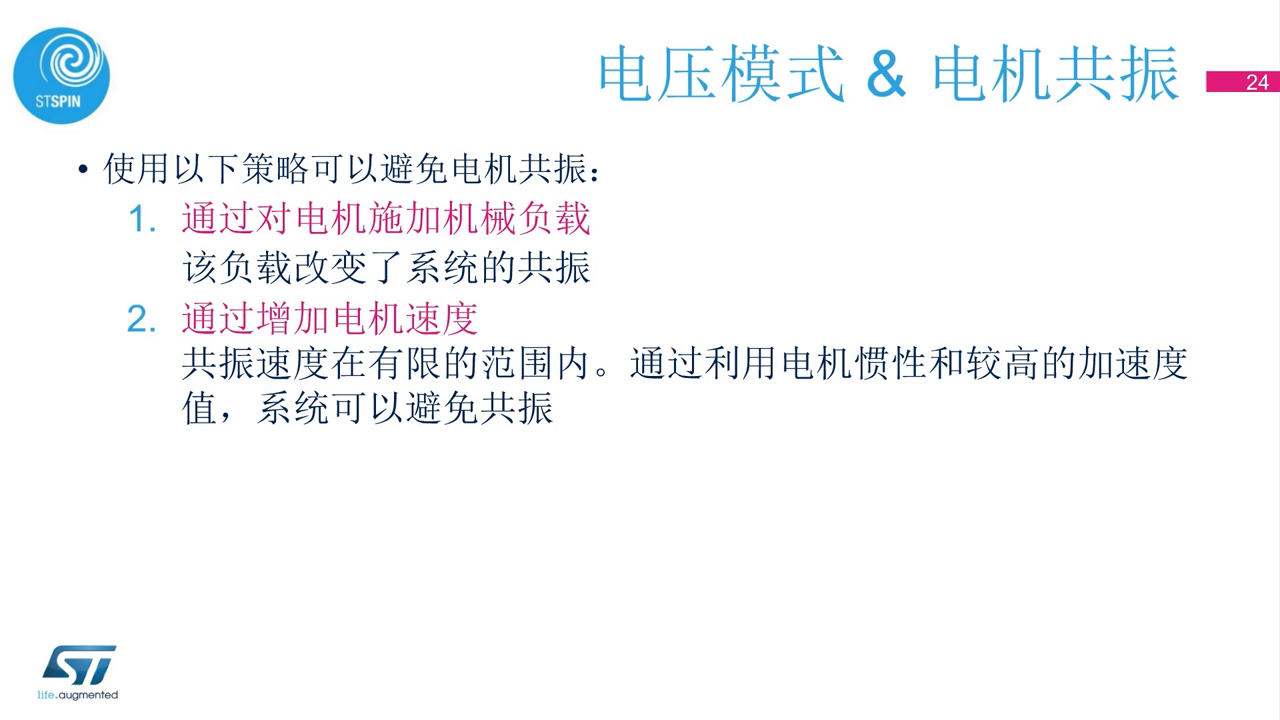 STSPIN
电压模式 & 电机共振
24
• 使用以下策略可以避免电机共振：
1. 通过对电机施加机械负载
该负载改变了系统的共振
2. 通过增加电机速度
共振速度在有限的范围内。通过利用电机惯性和较高的加速度
值，系统可以避免共振
ST
life.augmented